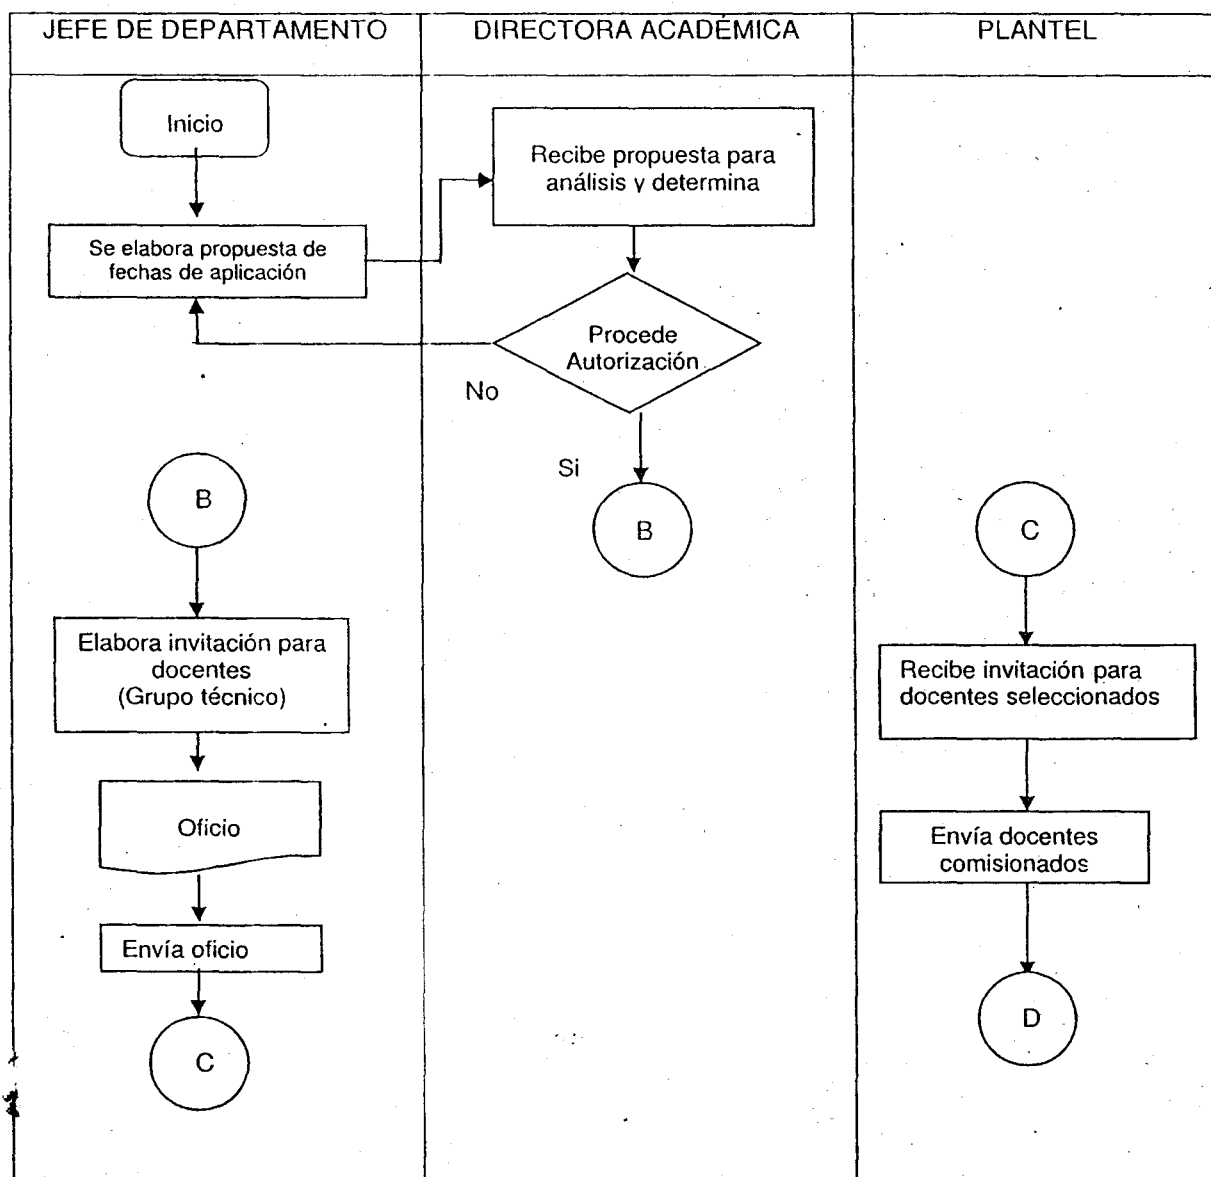 JEFE DE DEPARTAMENTO
DIRECTORA ACADÉMICA
PLANTEL
Inicio
Se elabora propuesta de
fechas de aplicación
Recibe propuesta para
análisis y determina
Procede
Autorización
No
Si
B
B
Elabora invitación para
docentes
(Grupo técnico)
Oficio
Envía oficio
C
C
Recibe invitación para
docentes seleccionados
Envía docentes
comisionados
D